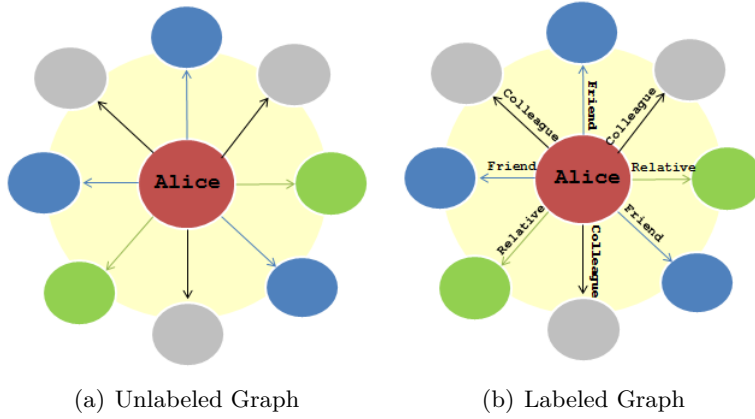 Alice
(a) Unlabeled Graph
Friend
Colleague
Colleague
Friend
Alice
Relative
Relative
Friend
Colleague
(b) Labeled Graph